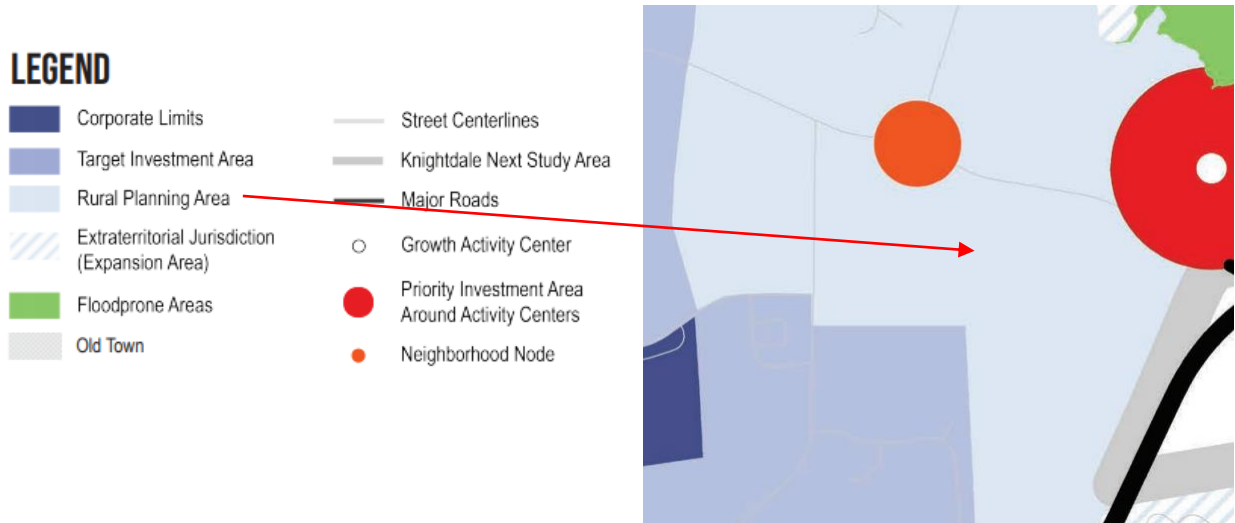 LEGEND
Corporate Limits
Target Investment Area
Rural Planning Area
Extraterritorial Jurisdiction
(Expansion Area)
Floodprone Areas
Old Town
Street Centerlines
Knightdale Next Study Area
Major Roads
Growth Activity Center
Priority Investment Area
Around Activity Centers
Neighborhood Node